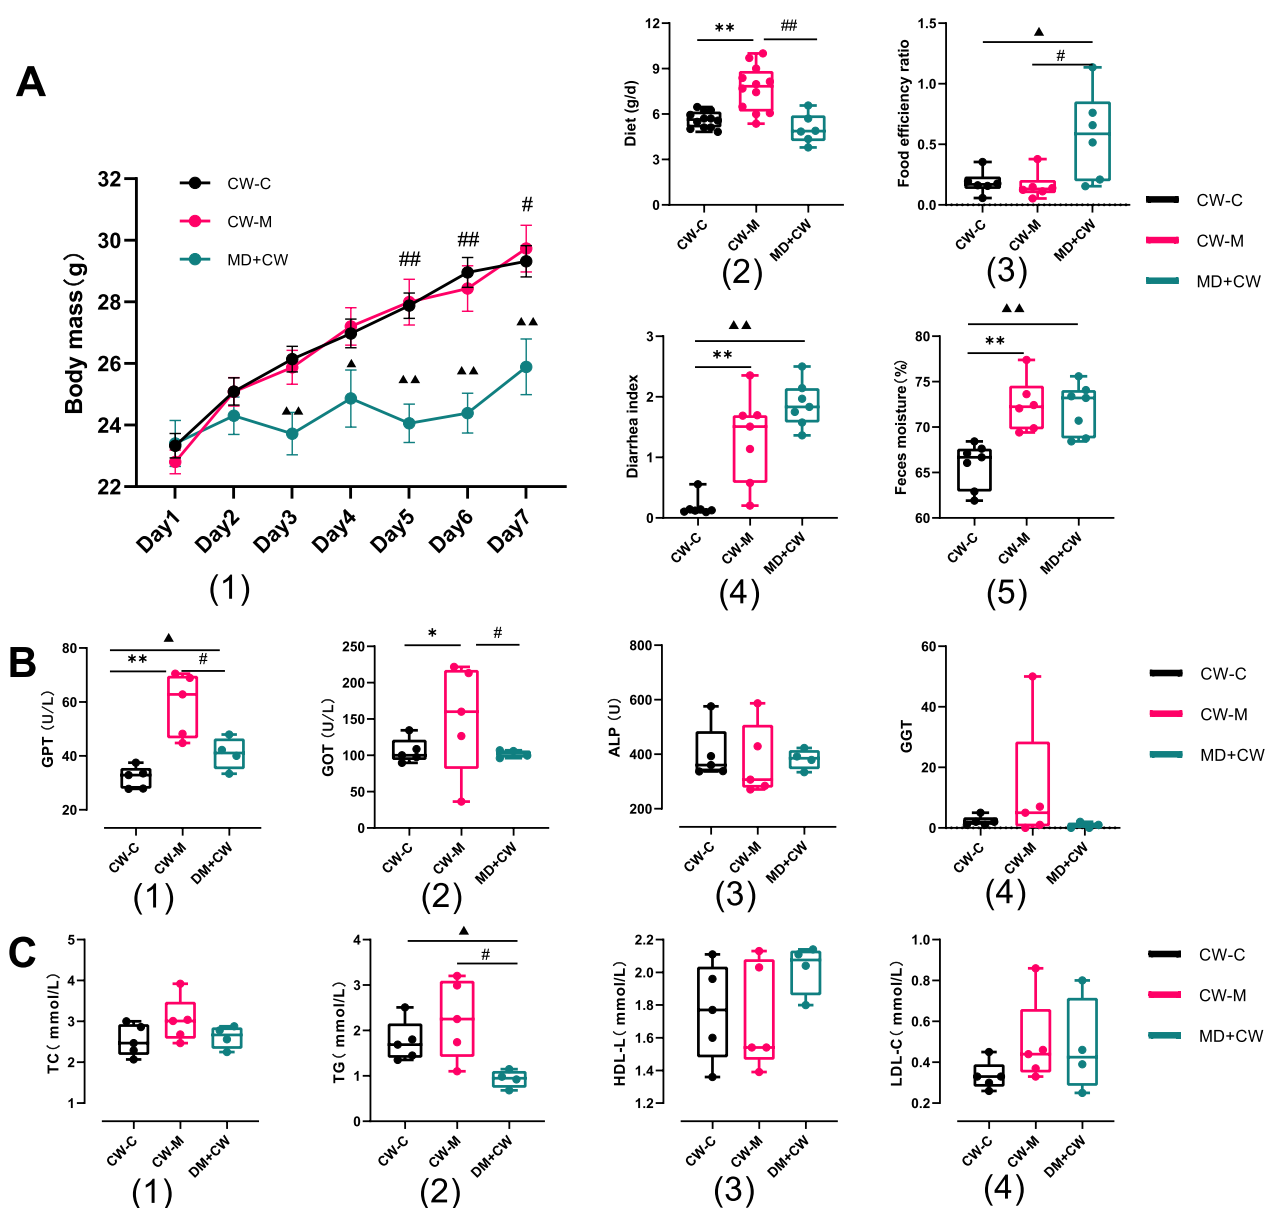 A
Body mass(g)
32
30
28
26
24
22
CW-C
CW-M
MD+CW
#
##
##
▲▲
▲▲
▲▲
▲
▲▲
Day1 Day2 Day3 Day4 Day5 Day6 Day7
(1)
Diet (g/d)
12
9
6
3
0
** ##
CW-C CW-M MD+CW
(2)
Food efficiency ratio
1.5
1.0
0.5
0.0
▲
#
CW-C CW-M MD+CW
(3)
CW-C
CW-M
MD+CW
Diarrhea index
3
2
1
0
▲▲
**
CW-C CW-M MD+CW
(4)
Feces moisture(%)
80
75
70
65
60
▲▲
**
CW-C CW-M MD+CW
(5)
B
GPT (U/L)
80
60
40
20
▲
** #
CW-C CW-M DM+CW
(1)
GOT (U/L)
250
200
150
100
50
0
* #
CW-C CW-M MD+CW
(2)
ALP (U)
800
600
400
200
CW-C CW-M MD+CW
(3)
GGT
60
40
20
0
CW-C CW-M MD+CW
(4)
CW-C
CW-M
MD+CW
C
TC( mmol/L)
5
4
3
2
1
CW-C CW-M DM+CW
(1)
TG( mmol/L)
4
3
2
1
0
▲
#
CW-C CW-M DM+CW
(2)
HDL-L( mmol/L)
2.2
2.0
1.8
1.6
1.4
1.2
CW-C CW-M DM+CW
(3)
LDL-C( mmol/L)
1.0
0.8
0.6
0.4
0.2
CW-C CW-M DM+CW
(4)
CW-C
CW-M
MD+CW